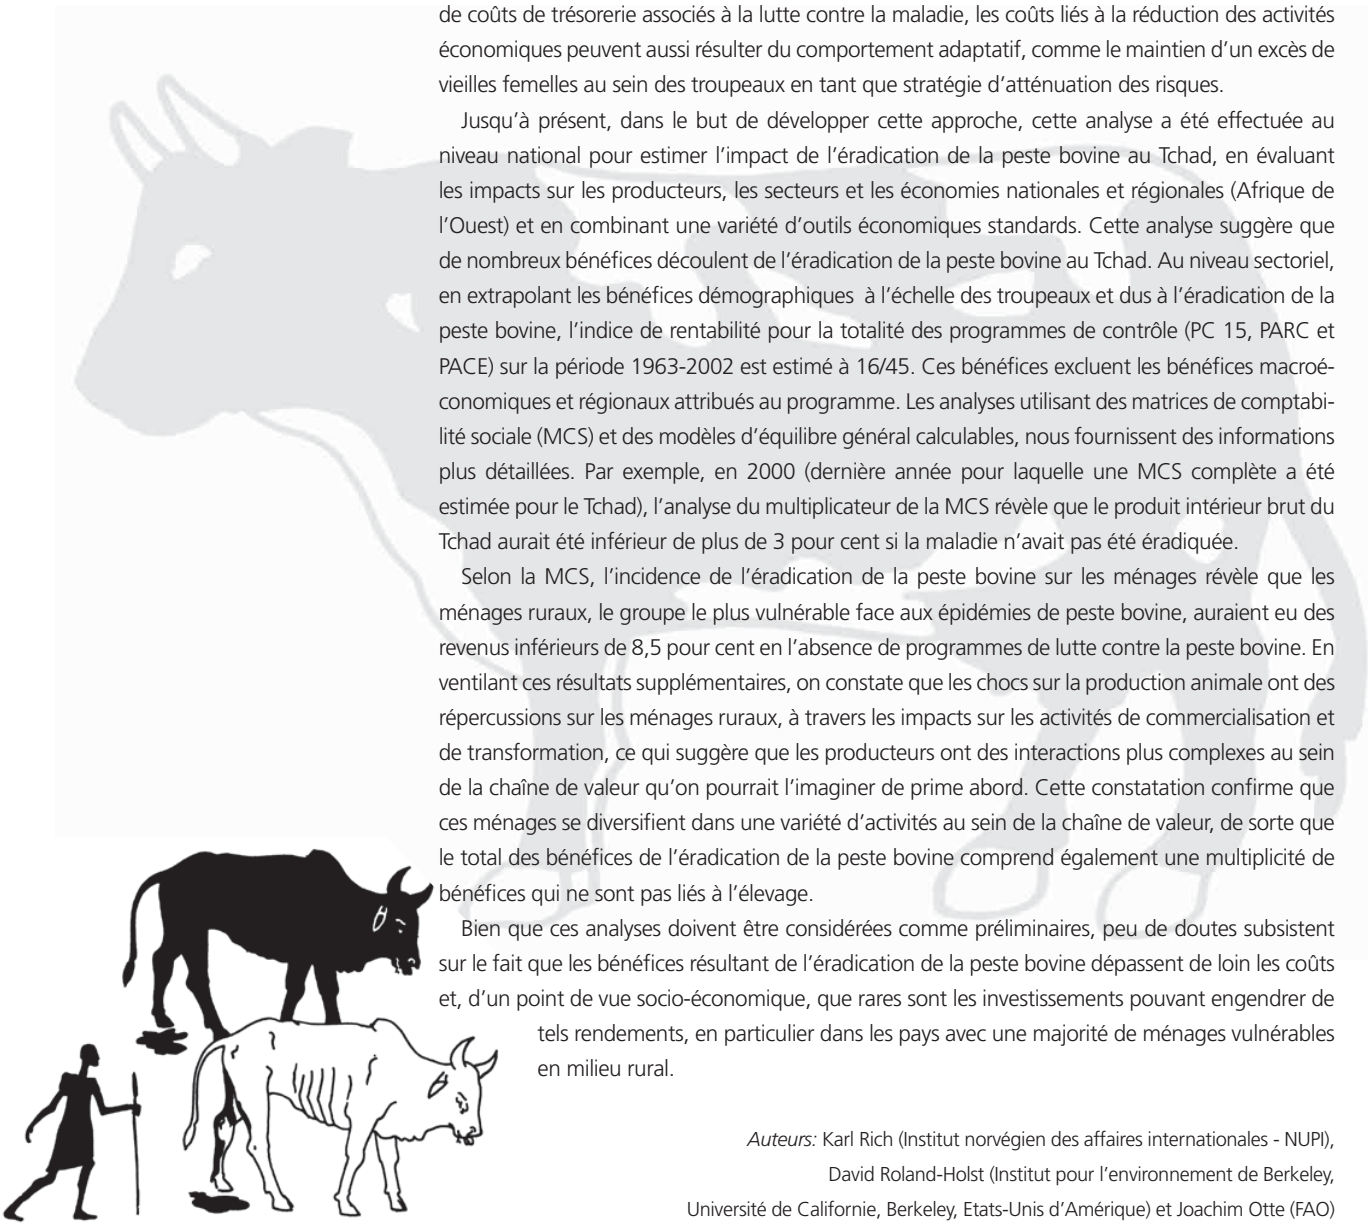 de coûts de trésorerie associés à la lutte contre la maladie, les coûts liés à la réduction des activités
économiques peuvent aussi résulter du comportement adaptatif, comme le maintien d’un excès de
vieilles femelles au sein des troupeaux en tant que stratégie d’atténuation des risques.
Jusqu’à présent, dans le but de développer cette approche, cette analyse a été effectuée au
niveau national pour estimer l’impact de l’éradication de la peste bovine au Tchad, en évaluant
les impacts sur les producteurs, les secteurs et les économies nationales et régionales (Afrique de
l’Ouest) et en combinant une variété d’outils économiques standards. Cette analyse suggère que
de nombreux bénéfices découlent de l’éradication de la peste bovine au Tchad. Au niveau sectoriel,
en extrapolant les bénéfices démographiques à l’échelle des troupeaux et dus à l’éradication de la
peste bovine, l’indice de rentabilité pour la totalité des programmes de contrôle (PC 15, PARC et
PACE) sur la période 1963-2002 est estimé à 16/45. Ces bénéfices excluent les bénéfices macroé-
conomiques et régionaux attribués au programme. Les analyses utilisant des matrices de comptabi-
lité sociale (MCS) et des modèles d’équilibre général calculables, nous fournissent des informations
plus détaillées. Par exemple, en 2000 (dernière année pour laquelle une MCS complète a été
estimée pour le Tchad), l’analyse du multiplicateur de la MCS révèle que le produit intérieur brut du
Tchad aurait été inférieur de plus de 3 pour cent si la maladie n’avait pas été éradiquée.
Selon la MCS, l’incidence de l’éradication de la peste bovine sur les ménages révèle que les
ménages ruraux, le groupe le plus vulnérable face aux épidémies de peste bovine, auraient eu des
revenus inférieurs de 8,5 pour cent en l’absence de programmes de lutte contre la peste bovine. En
ventilant ces résultats supplémentaires, on constate que les chocs sur la production animale ont des
répercussions sur les ménages ruraux, à travers les impacts sur les activités de commercialisation et
de transformation, ce qui suggère que les producteurs ont des interactions plus complexes au sein
de la chaîne de valeur qu’on pourrait l’imaginer de prime abord. Cette constatation confirme que
ces ménages se diversifient dans une variété d’activités au sein de la chaîne de valeur, de sorte que
le total des bénéfices de l’éradication de la peste bovine comprend également une multiplicité de
bénéfices qui ne sont pas liés à l’élevage.
Bien que ces analyses doivent être considérées comme préliminaires, peu de doutes subsistent
sur le fait que les bénéfices résultant de l’éradication de la peste bovine dépassent de loin les coûts
et, d’un point de vue socio-économique, que rares sont les investissements pouvant engendrer de
tels rendements, en particulier dans les pays avec une majorité de ménages vulnérables
en milieu rural.
Auteurs: Karl Rich (Institut norvégien des affaires internationales - NUPI),
David Roland-Holst (Institut pour l’environnement de Berkeley,
Université de Californie, Berkeley, Etats-Unis d’Amérique) et Joachim Otte (FAO)